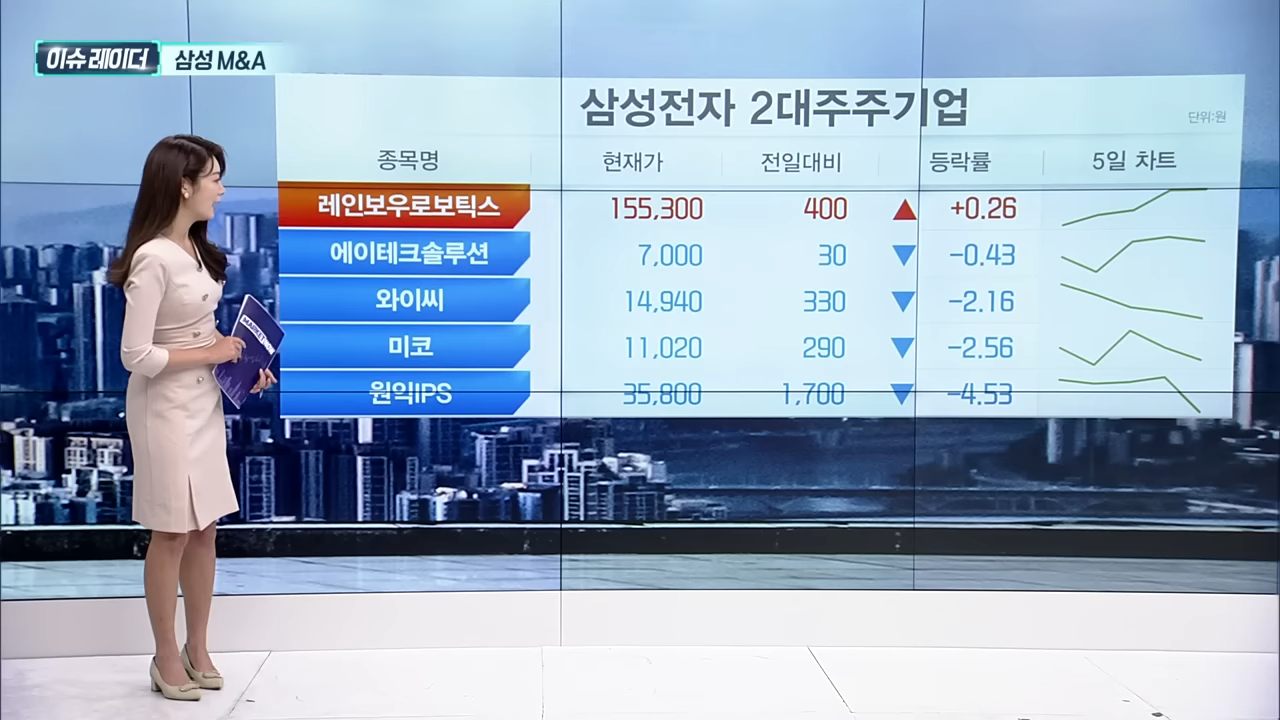 이슈 레이더 삼성 M&A
삼성전자 2대주주기업
단위:원
종목명 현재가 전일대비 등락률 5일 차트
레인보우로보틱스 155,300 400 ▲ +0.26
에이테크솔루션 7,000 30 ▼ -0.43
와이씨 14,940 330 ▼ -2.16
미코 11,020 290 ▼ -2.56
원익IPS 35,800 1,700 ▼ -4.53